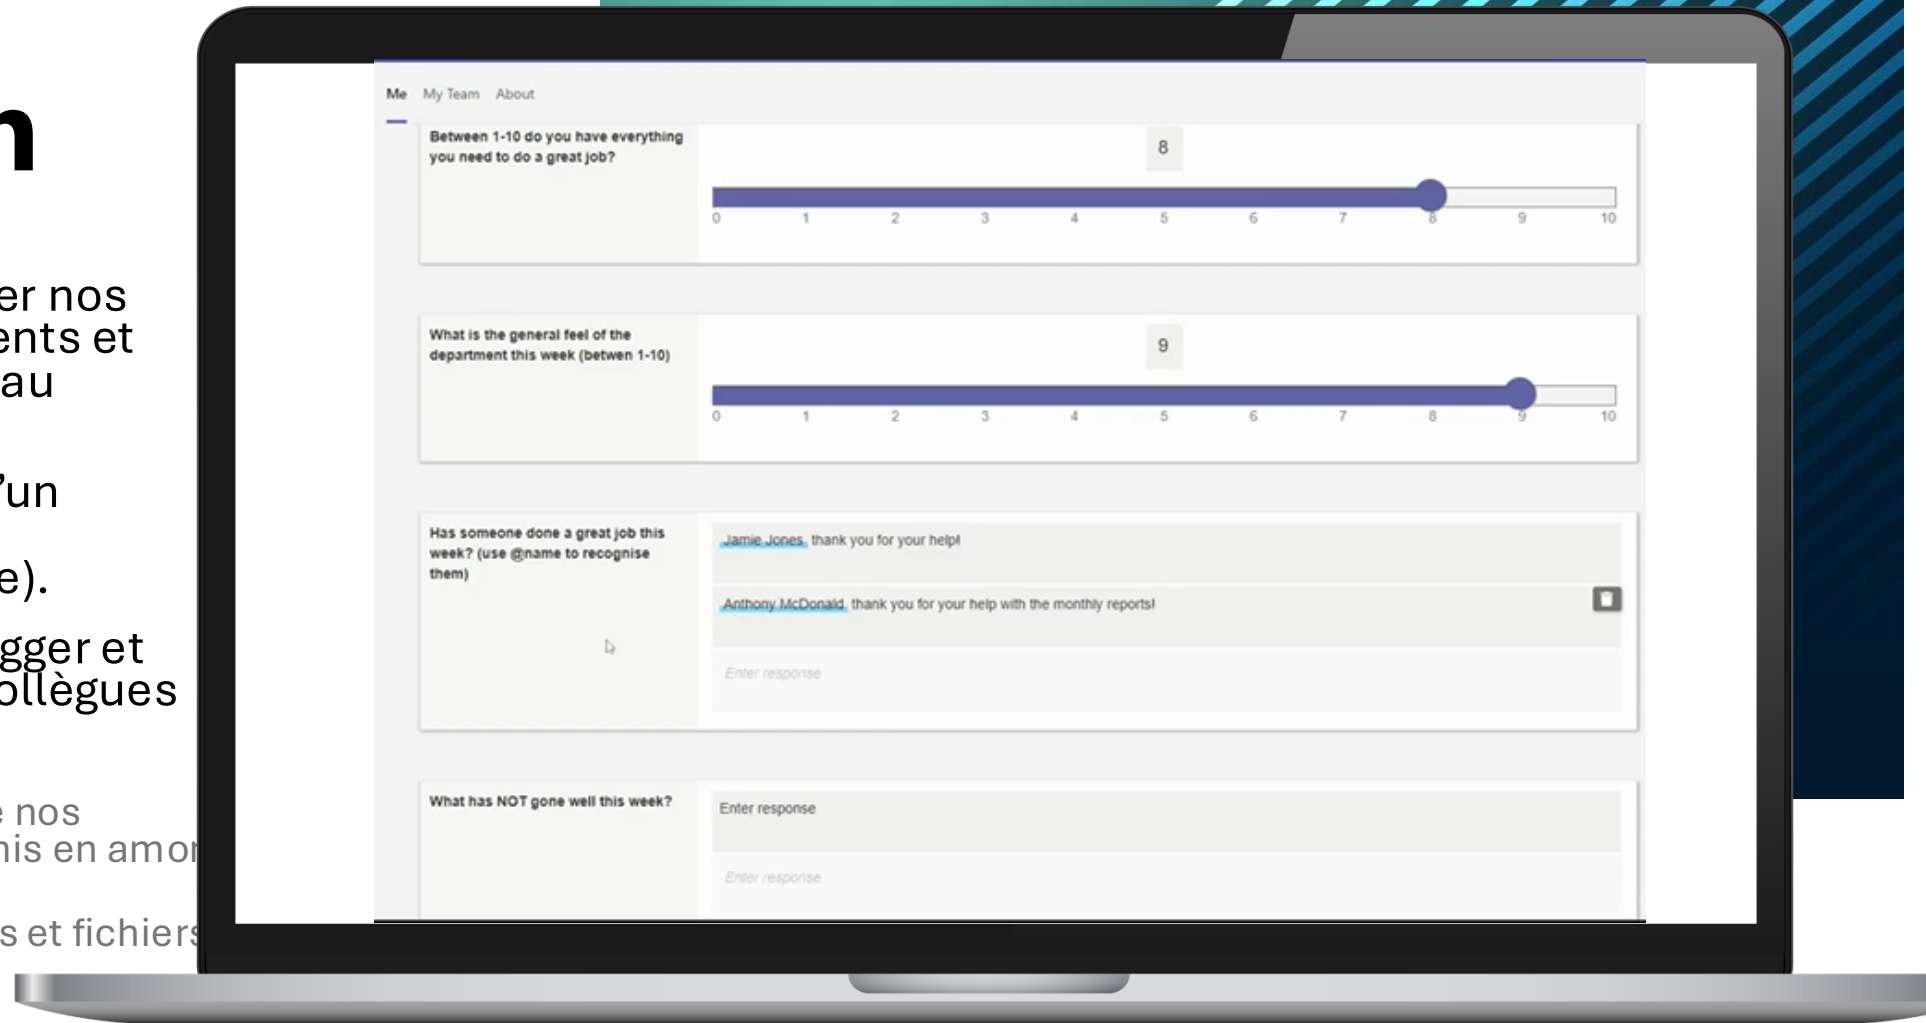 n
er nos
ents et
au
’un
e).
gger et
ollègues
e nos
nis en amor
s et fichiers
Me My Team About
Between 1-10 do you have everything
you need to do a great job?
8
0 1 2 3 4 5 6 7 8 9 10
What is the general feel of the
department this week (betwen 1-10)
9
0 1 2 3 4 5 6 7 8 9 10
Has someone done a great job this
week? (use @name to recognise
them)
Jamie Jones, thank you for your help!
Anthony McDonald, thank you for your help with the monthly reports!
Enter response
What has NOT gone well this week?
Enter response
Enter response